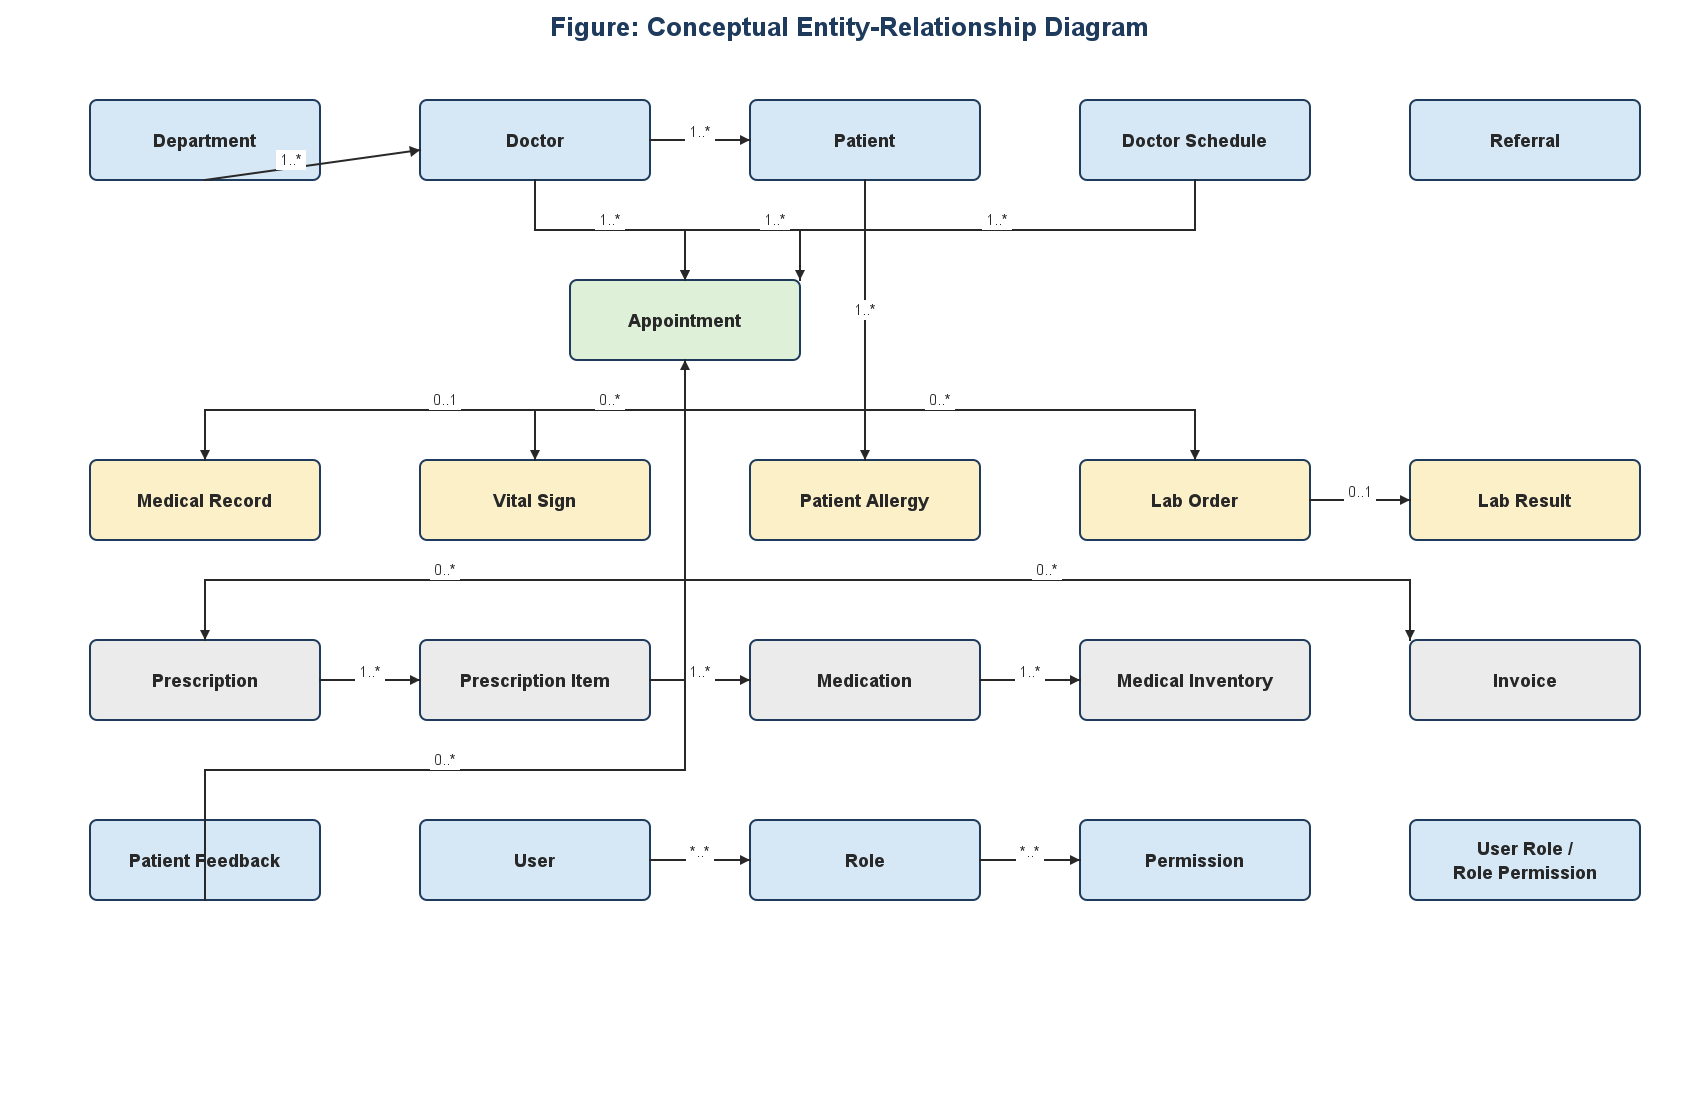 Figure: Conceptual Entity-Relationship Diagram
Department
Doctor
1..*
Patient
Doctor Schedule
Referral
1..*
1..*
1..*
1..*
Appointment
1..*
0..1
0..*
0..*
Medical Record
Vital Sign
Patient Allergy
Lab Order
0..1
Lab Result
0..*
0..*
Prescription
1..*
Prescription Item
1..*
Medication
1..*
Medical Inventory
Invoice
0..*
Patient Feedback
User
*..*
Role
*..*
Permission
User Role /
Role Permission